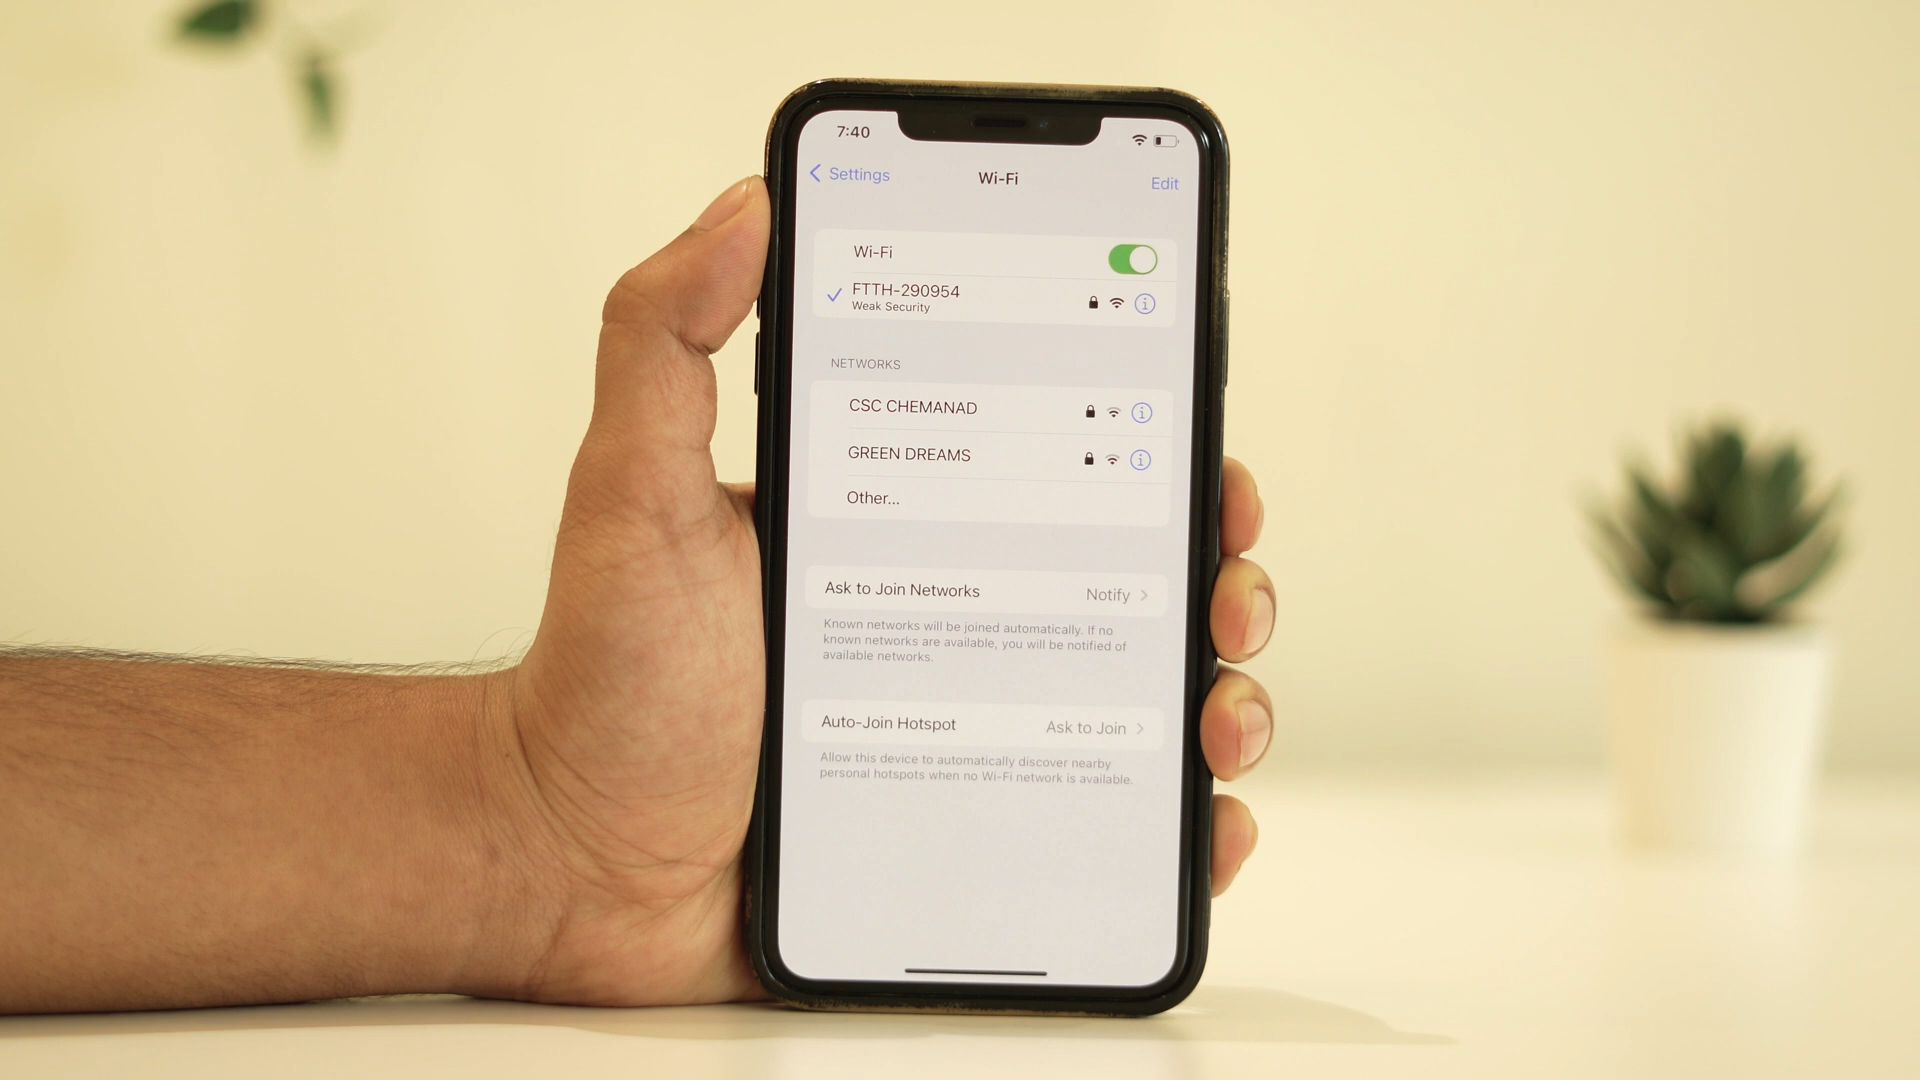 7:40
Settings
Wi-Fi
Edit
Wi-Fi
FTTH-290954
Weak Security
NETWORKS
CSC CHEMANAD
GREEN DREAMS
Other...
Ask to Join Networks
Notify
Known networks will be joined automatically. If no
known networks are available, you will be notified of
available networks.
Auto-Join Hotspot
Ask to Join
Allow this device to automatically discover nearby
personal hotspots when no Wi-Fi network is available.